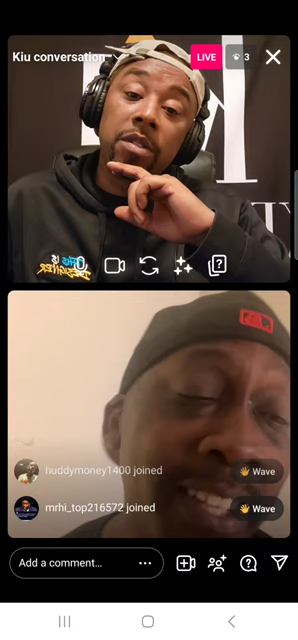 Kiu conversation
LIVE
3
huddymoney1400 joined
Wave
mrhi_top216572 joined
Wave
Add a comment...